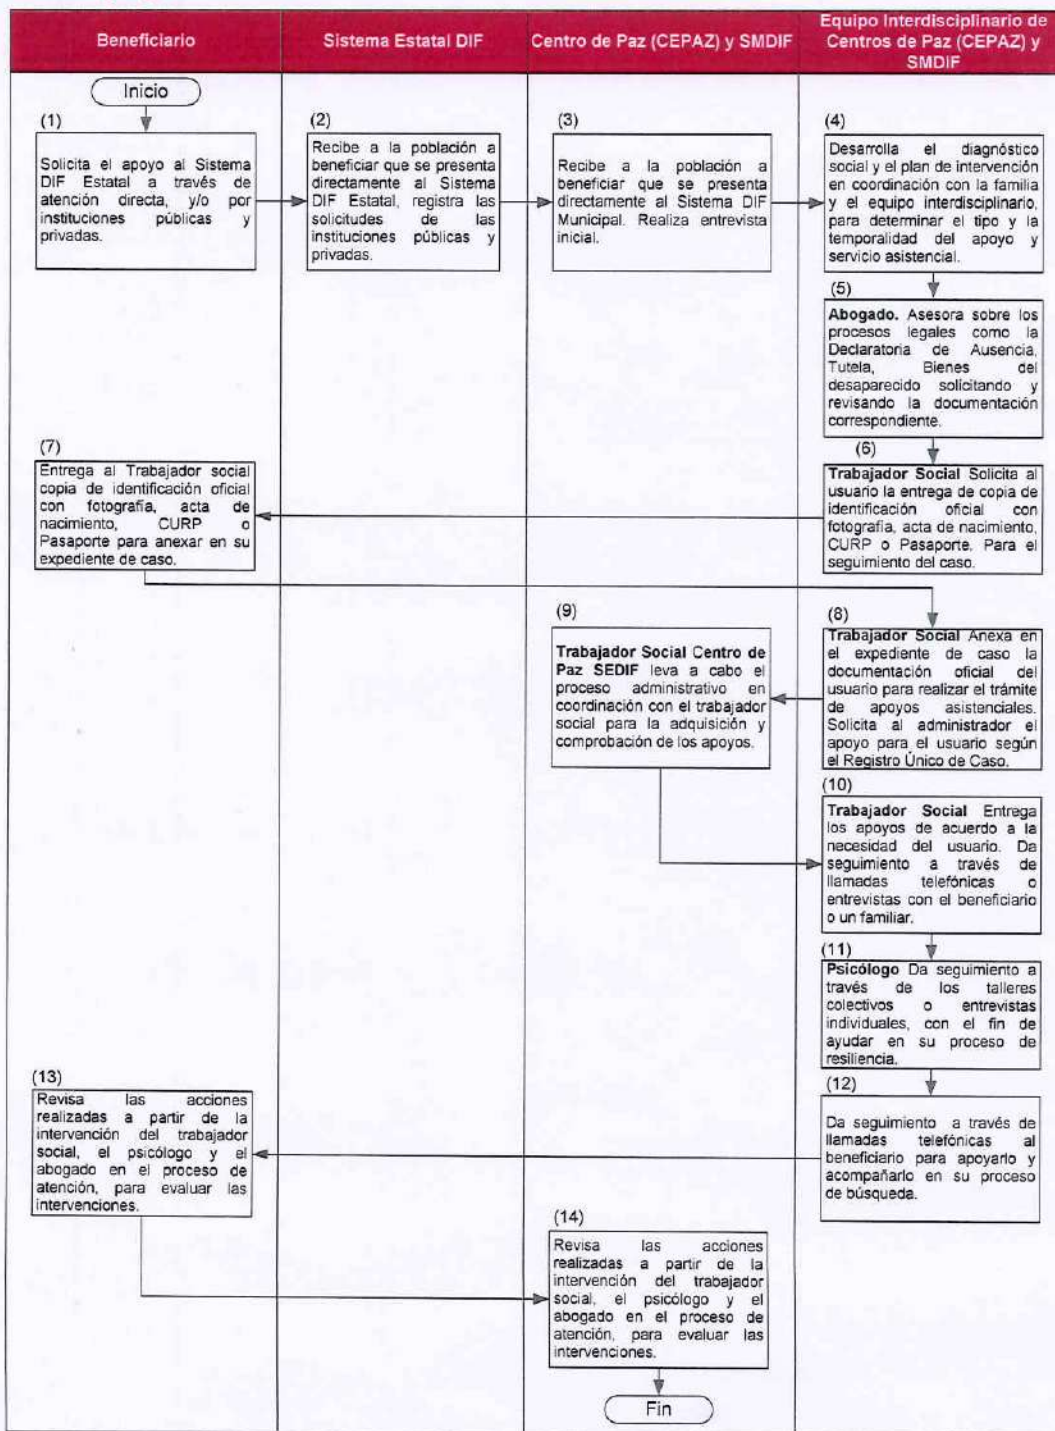 Beneficiario
Sistema Estatal DIF
Centro de Paz (CEPAZ) y SMDIF
Equipo Interdisciplinario de
Centros de Paz (CEPAZ) y
SMDIF
Inicio
(1)
Solicita el apoyo al Sistema
DIF Estatal a través de
atención directa, y/o por
instituciones públicas y
privadas.
(2)
Recibe a la población a
beneficiar que se presenta
directamente al Sistema
DIF Estatal, registra las
solicitudes de las
instituciones públicas y
privadas.
(3)
Recibe a la población a
beneficiar que se presenta
directamente al Sistema DIF
Municipal. Realiza entrevista
inicial.
(4)
Desarrolla el diagnóstico
social y el plan de intervención
en coordinación con la familia
y el equipo interdisciplinario,
para determinar el tipo y la
temporalidad del apoyo y
servicio asistencial.
(5)
Abogado. Asesora sobre los
procesos legales como la
Declaratoria de Ausencia,
Tutela, Bienes del
desaparecido solicitando y
revisando la documentación
correspondiente.
(6)
Trabajador Social Solicita al
usuario la entrega de copia de
identificación oficial con
fotografía, acta de nacimiento,
CURP o Pasaporte. Para el
seguimiento del caso.
(7)
Entrega al Trabajador social
copia de identificación oficial
con fotografía, acta de
nacimiento, CURP o
Pasaporte para anexar en su
expediente de caso.
(8)
Trabajador Social Anexa en
el expediente de caso la
documentación oficial del
usuario para realizar el trámite
de apoyos asistenciales.
Solicita al administrador el
apoyo para el usuario según
el Registro Único de Caso.
(9)
Trabajador Social Centro de
Paz SEDIF leva a cabo el
proceso administrativo en
coordinación con el trabajador
social para la adquisición y
comprobación de los apoyos.
(10)
Trabajador Social Entrega
los apoyos de acuerdo a la
necesidad del usuario. Da
seguimiento a través de
llamadas telefónicas o
entrevistas con el beneficiario
o un familiar.
(11)
Psicólogo Da seguimiento a
través de los talleres
colectivos o entrevistas
individuales, con el fin de
ayudar en su proceso de
resiliencia.
(12)
Da seguimiento a través de
llamadas telefónicas al
beneficiario para apoyarlo y
acompañarlo en su proceso
de búsqueda.
(13)
Revisa las acciones
realizadas a partir de la
intervención del trabajador
social, el psicólogo y el
abogado en el proceso de
atención, para evaluar las
intervenciones.
(14)
Revisa las acciones
realizadas a partir de la
intervención del trabajador
social, el psicólogo y el
abogado en el proceso de
atención, para evaluar las
intervenciones.
Fin